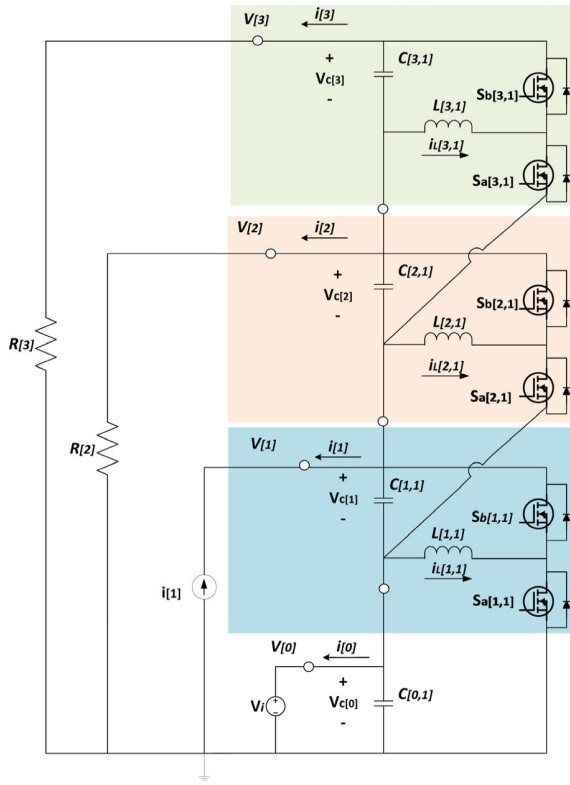 V[3]
i[3]
C[3,1]
+
Vc[3]
-
Sb[3,1]
L[3,1]
iL[3,1]
Sa[3,1]
V[2]
i[2]
C[2,1]
+
Vc[2]
-
Sb[2,1]
L[2,1]
iL[2,1]
Sa[2,1]
R[3]
R[2]
V[1]
i[1]
C[1,1]
+
Vc[1]
-
Sb[1,1]
L[1,1]
iL[1,1]
Sa[1,1]
i[1]
V[0]
i[0]
C[0,1]
+
Vc[0]
-
Vi
+
-